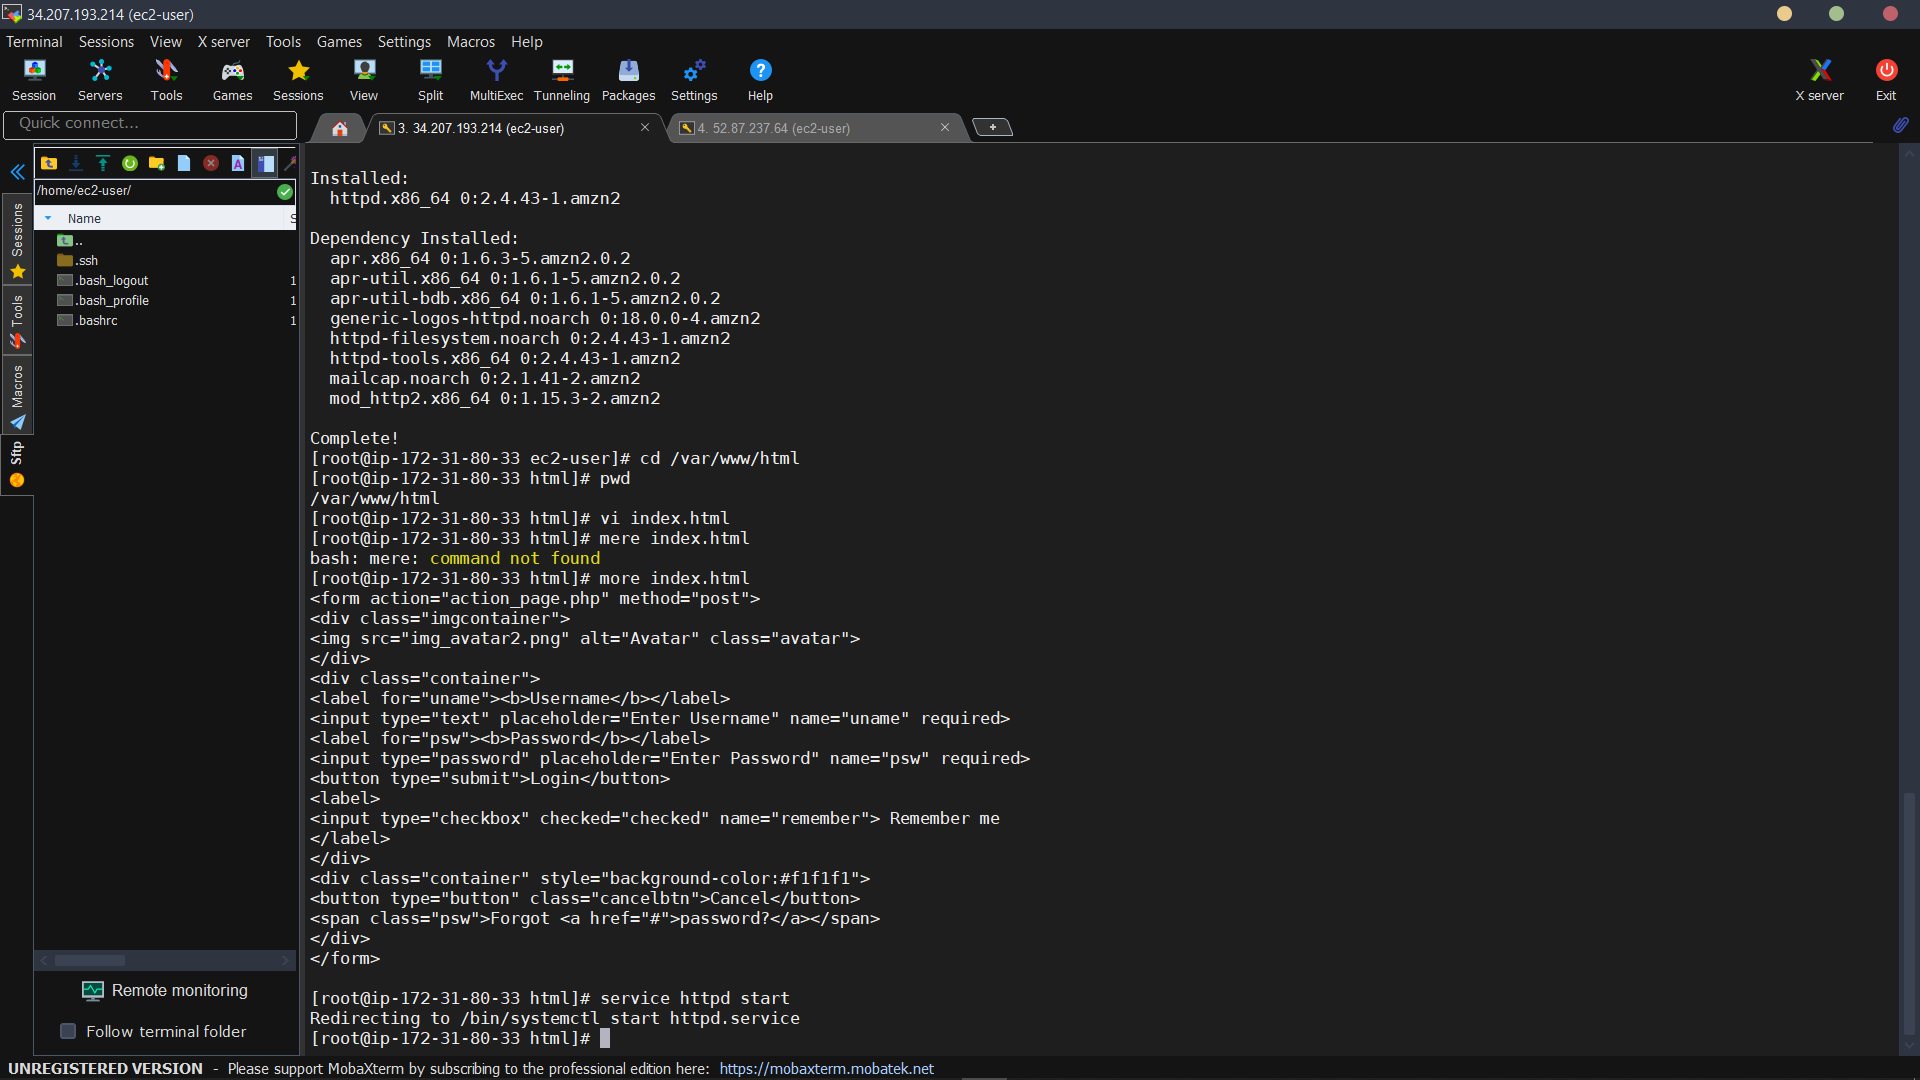 34.207.193.214 (ec2-user)
Terminal Sessions View X server Tools Games Settings Macros Help
Session Servers Tools Games Sessions View Split MultiExec Tunneling Packages Settings Help X server Exit
Quick connect...
3. 34.207.193.214 (ec2-user)
4. 52.87.237.64 (ec2-user)
Sessions
Tools
Macros
Sftp
/home/ec2-user/
Name S
..
.ssh
.bash_logout 1
.bash_profile 1
.bashrc 1
Remote monitoring
Follow terminal folder
Installed:
httpd.x86_64 0:2.4.43-1.amzn2
Dependency Installed:
apr.x86_64 0:1.6.3-5.amzn2.0.2
apr-util.x86_64 0:1.6.1-5.amzn2.0.2
apr-util-bdb.x86_64 0:1.6.1-5.amzn2.0.2
generic-logos-httpd.noarch 0:18.0.0-4.amzn2
httpd-filesystem.noarch 0:2.4.43-1.amzn2
httpd-tools.x86_64 0:2.4.43-1.amzn2
mailcap.noarch 0:2.1.41-2.amzn2
mod_http2.x86_64 0:1.15.3-2.amzn2
Complete!
[root@ip-172-31-80-33 ec2-user]# cd /var/www/html
[root@ip-172-31-80-33 html]# pwd
/var/www/html
[root@ip-172-31-80-33 html]# vi index.html
[root@ip-172-31-80-33 html]# mere index.html
bash: mere: command not found
[root@ip-172-31-80-33 html]# more index.html
<form action="action_page.php" method="post">
<div class="imgcontainer">
<img src="img_avatar2.png" alt="Avatar" class="avatar">
</div>
<div class="container">
<label for="uname"><b>Username</b></label>
<input type="text" placeholder="Enter Username" name="uname" required>
<label for="psw"><b>Password</b></label>
<input type="password" placeholder="Enter Password" name="psw" required>
<button type="submit">Login</button>
<label>
<input type="checkbox" checked="checked" name="remember"> Remember me
</label>
</div>
<div class="container" style="background-color:#f1f1f1">
<button type="button" class="cancelbtn">Cancel</button>
<span class="psw">Forgot <a href="#">password?</a></span>
</div>
</form>
[root@ip-172-31-80-33 html]# service httpd start
Redirecting to /bin/systemctl start httpd.service
[root@ip-172-31-80-33 html]#
UNREGISTERED VERSION - Please support MobaXterm by subscribing to the professional edition here: https://mobaxterm.mobatek.net